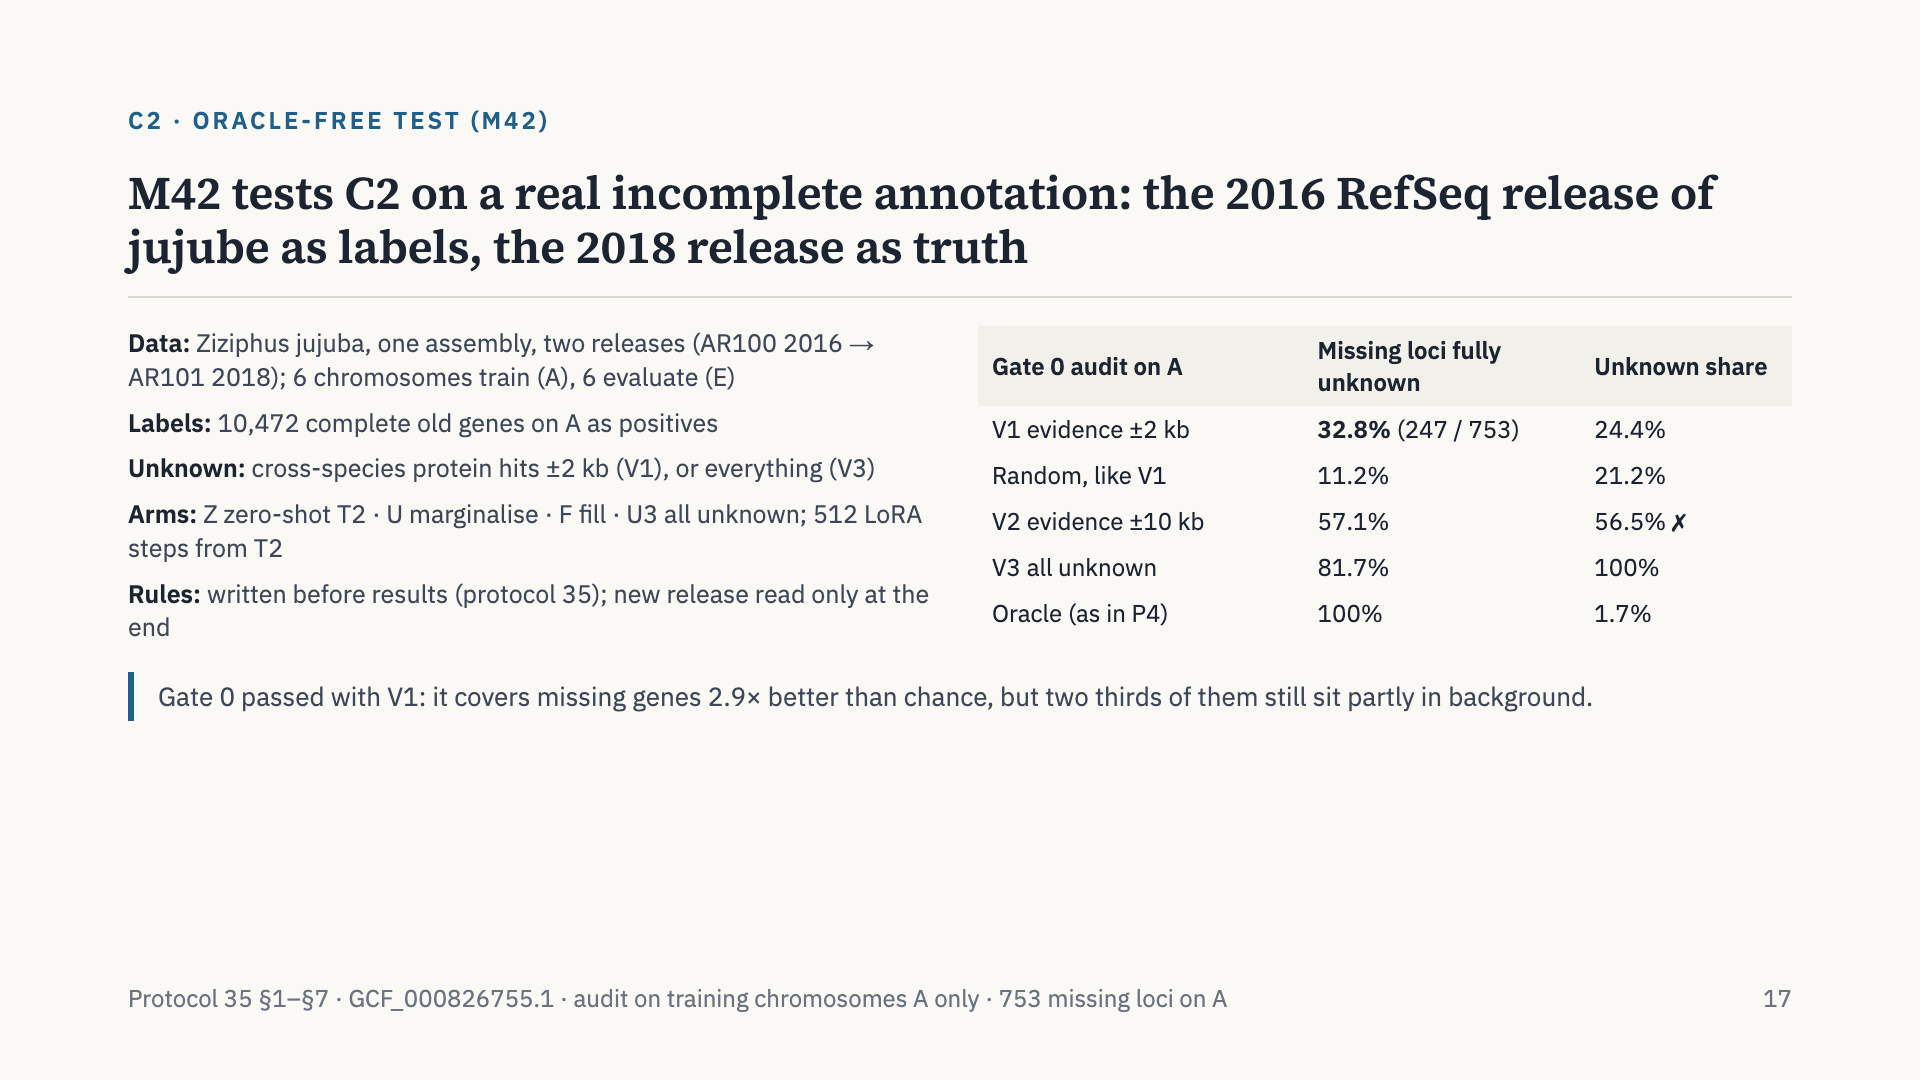 C2 · ORACLE-FREE TEST (M42)
M42 tests C2 on a real incomplete annotation: the 2016 RefSeq release of
jujube as labels, the 2018 release as truth
Data: Ziziphus jujuba, one assembly, two releases (AR100 2016 →
AR101 2018); 6 chromosomes train (A), 6 evaluate (E)
Labels: 10,472 complete old genes on A as positives
Unknown: cross-species protein hits ±2 kb (V1), or everything (V3)
Arms: Z zero-shot T2 · U marginalise · F fill · U3 all unknown; 512 LoRA
steps from T2
Rules: written before results (protocol 35); new release read only at the
end
Gate 0 audit on A | Missing loci fully unknown | Unknown share
V1 evidence ±2 kb | 32.8% (247 / 753) | 24.4%
Random, like V1 | 11.2% | 21.2%
V2 evidence ±10 kb | 57.1% | 56.5% ✗
V3 all unknown | 81.7% | 100%
Oracle (as in P4) | 100% | 1.7%
Gate 0 passed with V1: it covers missing genes 2.9× better than chance, but two thirds of them still sit partly in background.
Protocol 35 §1–§7 · GCF_000826755.1 · audit on training chromosomes A only · 753 missing loci on A
17